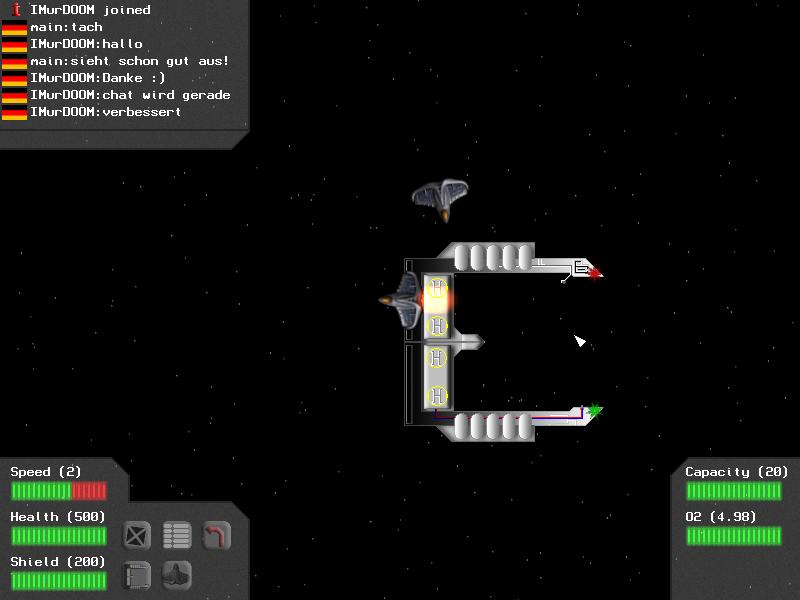 IMurDOOM joined
main:tach
IMurDOOM:hallo
main:sieht schon gut aus!
IMurDOOM:Danke :)
IMurDOOM:chat wird gerade
IMurDOOM:verbessert
H
H
H
H
Speed (2)
Health (500)
Shield (200)
Capacity (20)
O2 (4.98)